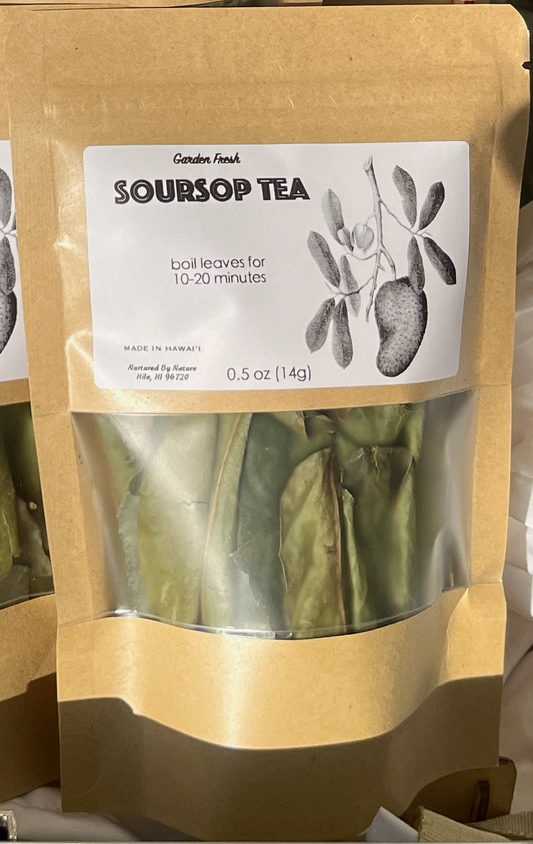 Garden Fresh
SOURSOP TEA
boil leaves for
10-20 minutes
MADE IN HAWAI'I
Nurtured By Nature
Hilo, HI 96720
0.5 oz (14g)